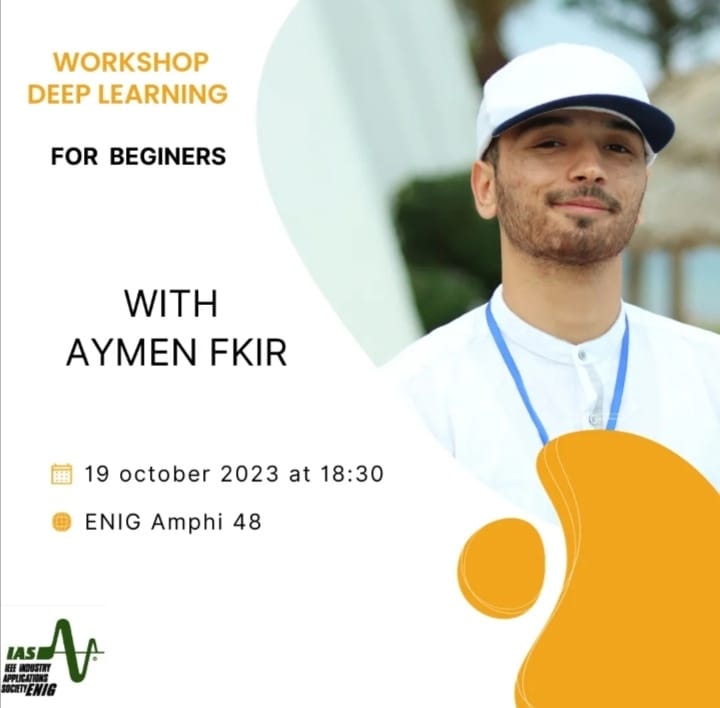 WORKSHOP
DEEP LEARNING
FOR BEGINERS
WITH
AYMEN FKIR
19 october 2023 at 18:30
ENIG Amphi 48
IAS
IEEE INDUSTRY
APPLICATIONS
SOCIETY ENIG